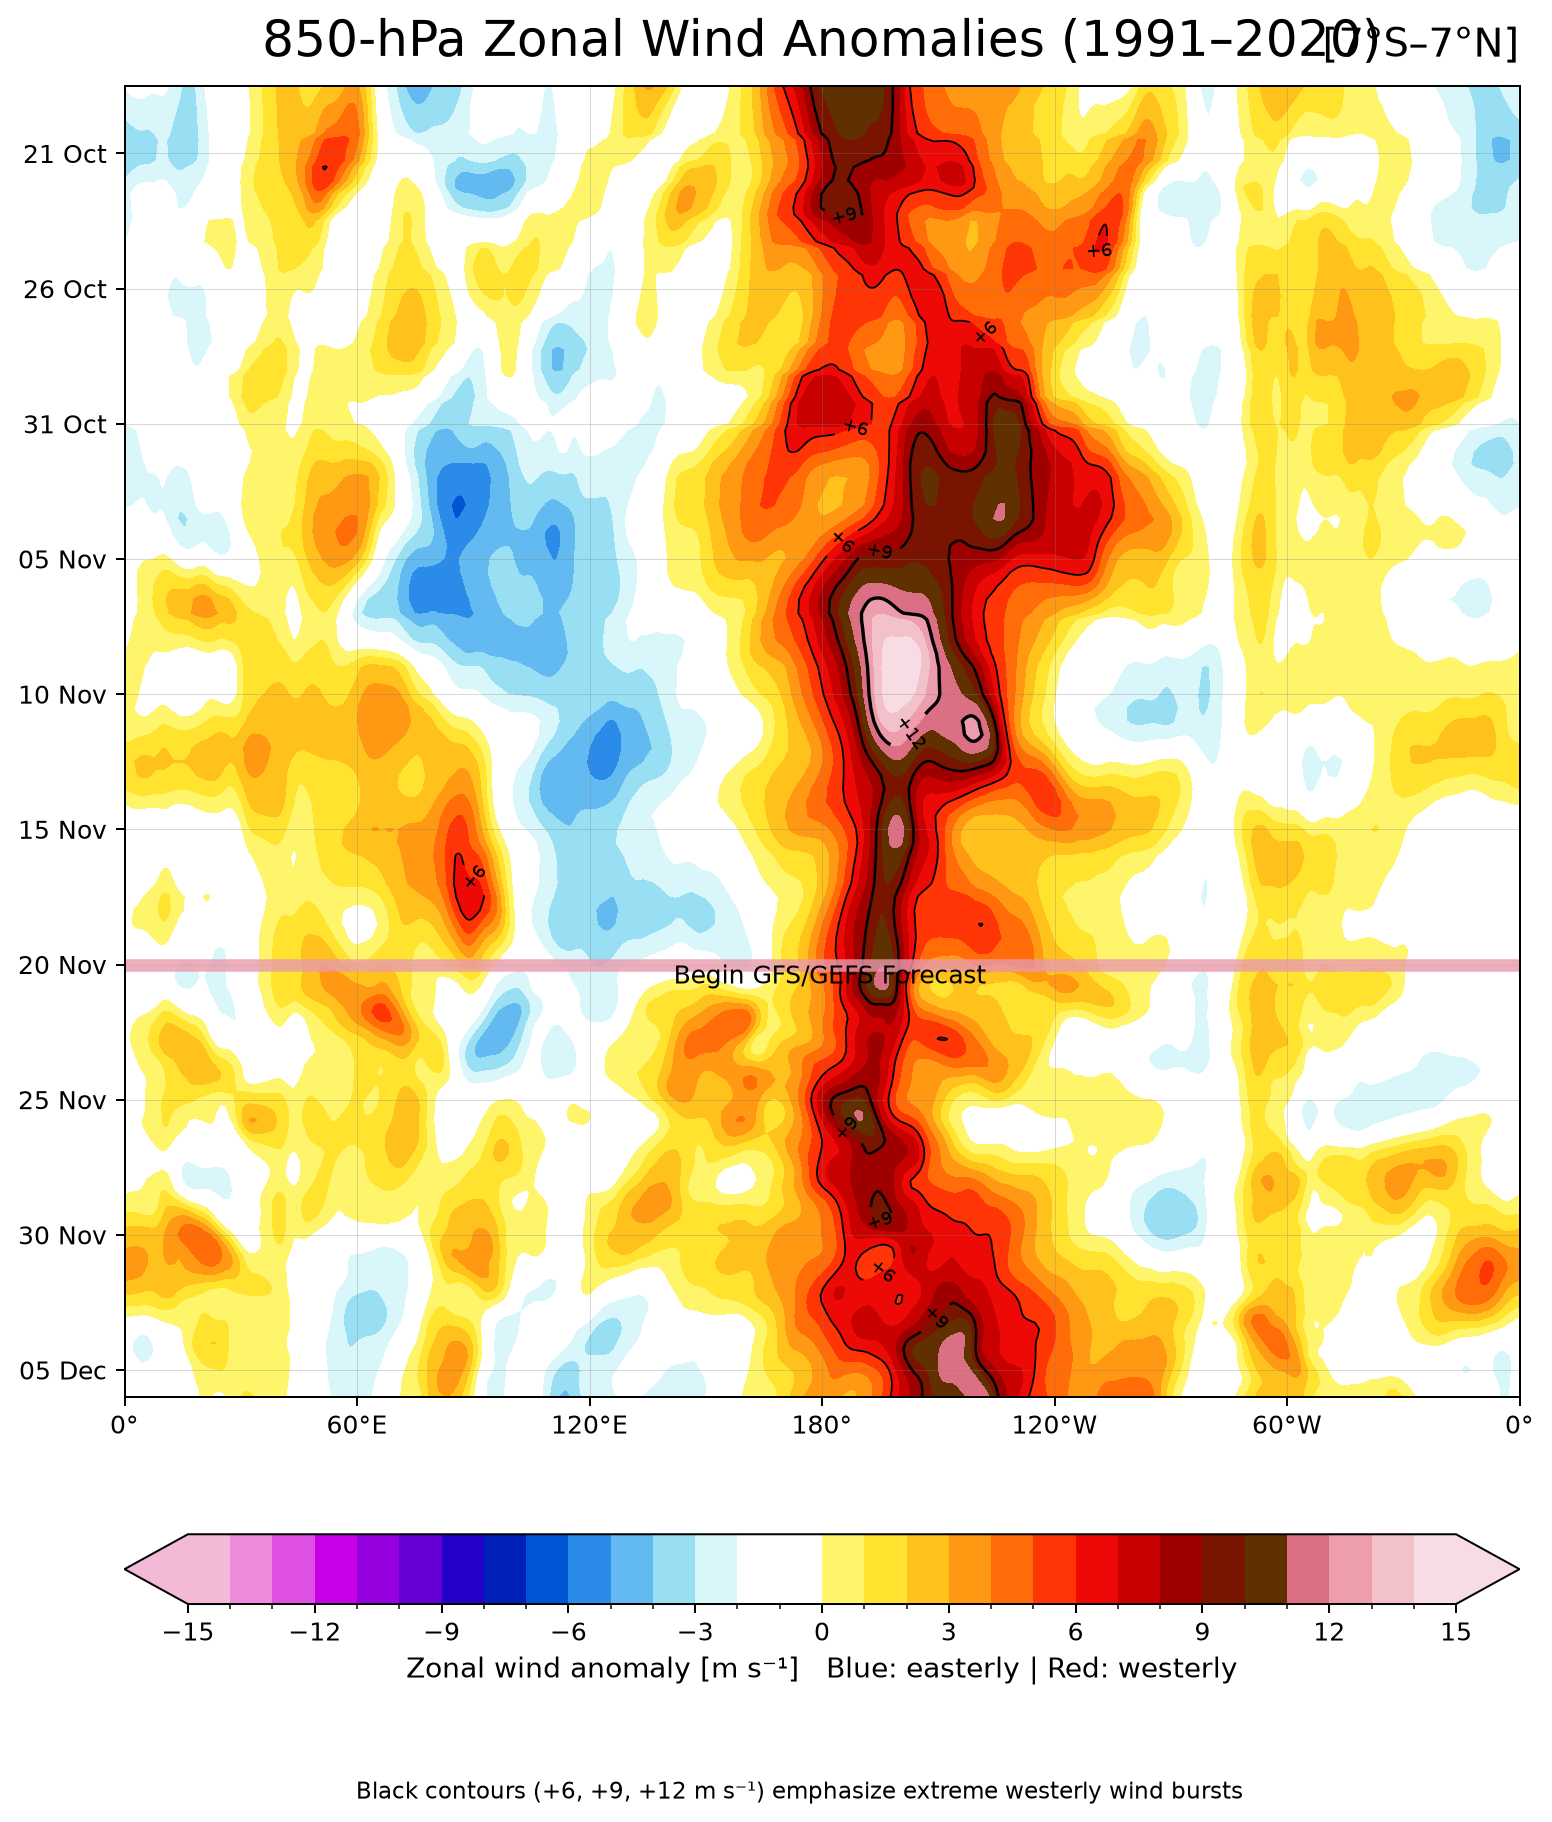 850-hPa Zonal Wind Anomalies (1991–2020)
[7°S–7°N]
21 Oct
26 Oct
31 Oct
05 Nov
10 Nov
15 Nov
20 Nov
25 Nov
30 Nov
05 Dec
+9
+6
+6
+6
+6
+9
+12
+6
Begin GFS/GEFS Forecast
+9
+9
+6
0
+9
0° 60°E 120°E 180° 120°W 60°W 0°
−15 −12 −9 −6 −3 0 3 6 9 12 15
Zonal wind anomaly [m s⁻¹]   Blue: easterly | Red: westerly
Black contours (+6, +9, +12 m s⁻¹) emphasize extreme westerly wind bursts